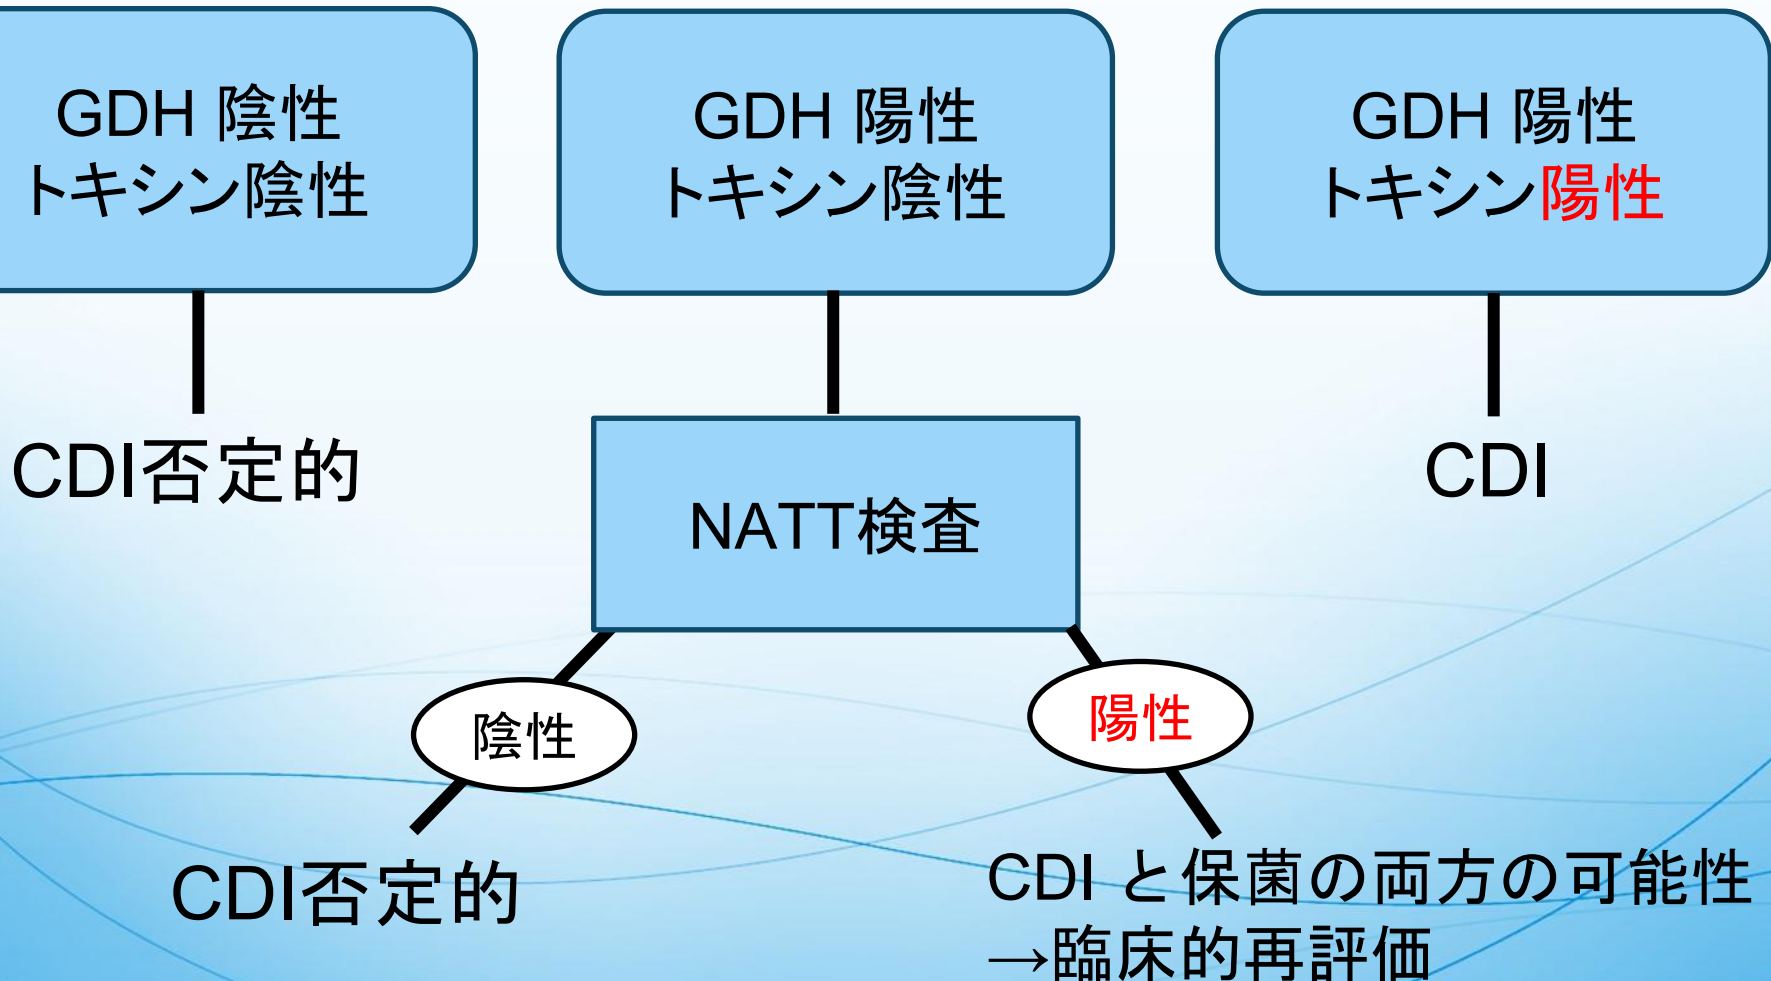 GDH 陰性
トキシン陰性
GDH 陽性
トキシン陰性
GDH 陽性
トキシン陽性
CDI否定的
NATT検査
CDI
陰性
陽性
CDI否定的
CDI と保菌の両方の可能性
→臨床的再評価